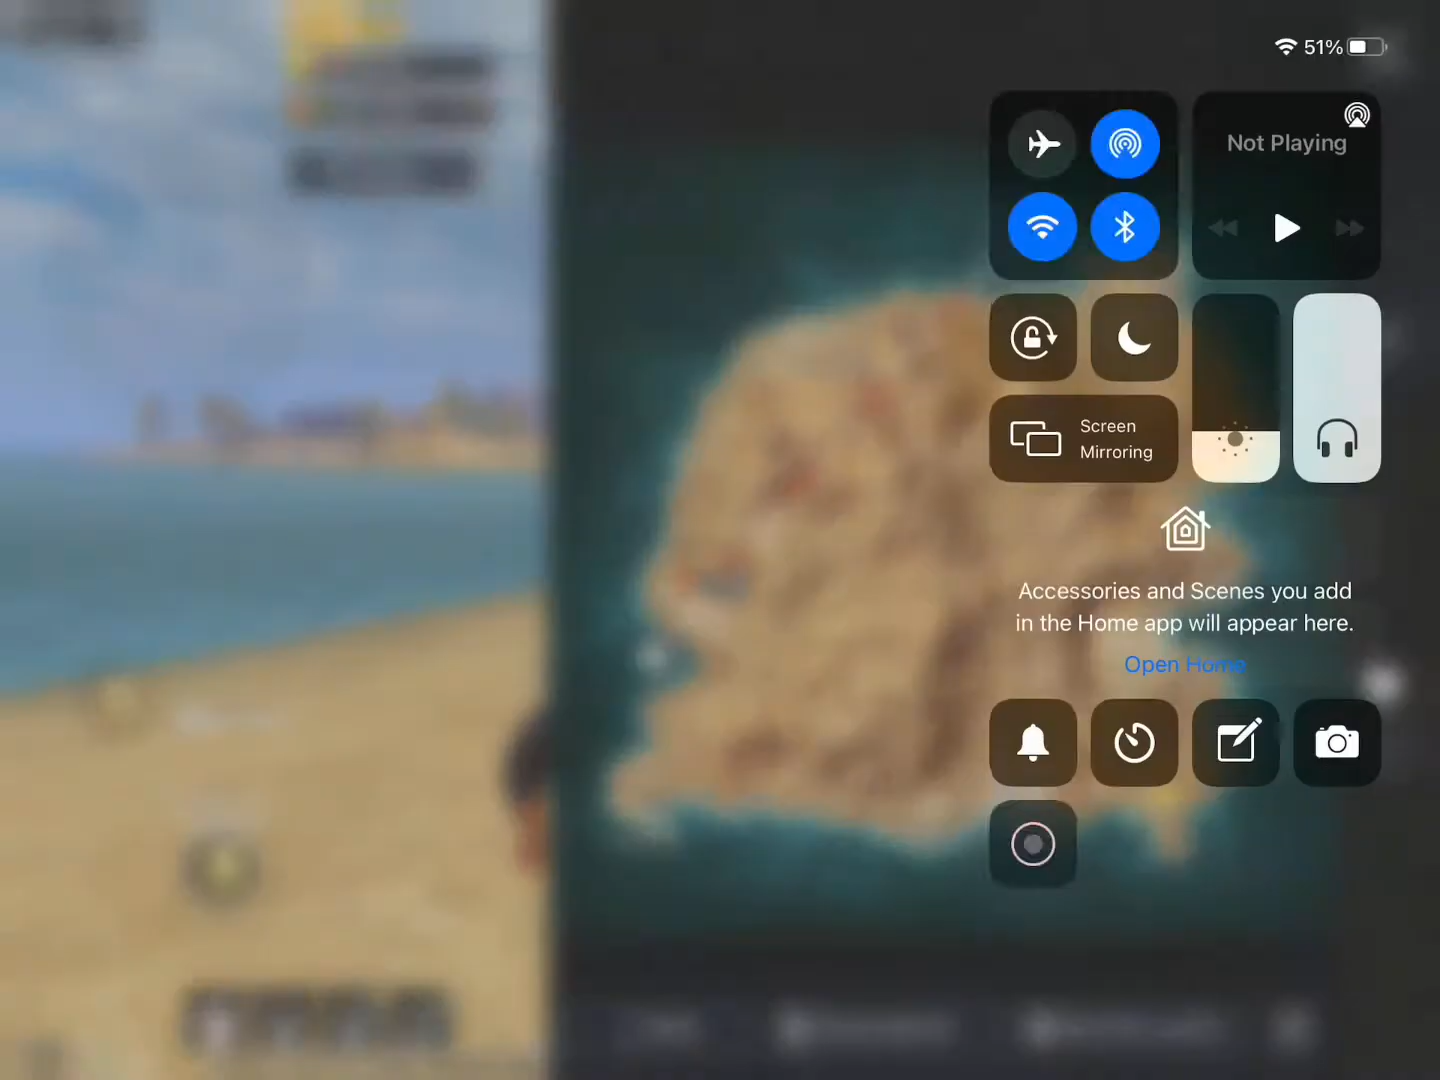 51%
Not Playing
Screen
Mirroring
Accessories and Scenes you add
in the Home app will appear here.
Open Home